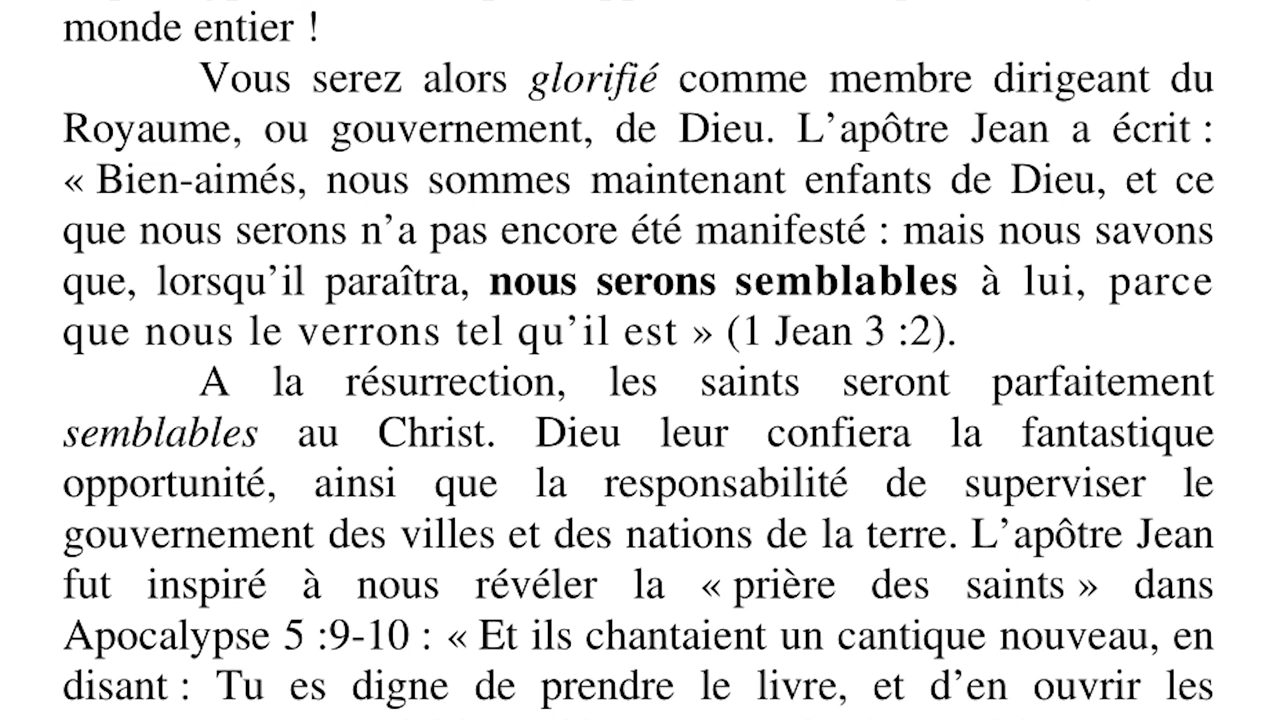 monde entier !
Vous serez alors glorifié comme membre dirigeant du
Royaume, ou gouvernement, de Dieu. L’apôtre Jean a écrit :
« Bien-aimés, nous sommes maintenant enfants de Dieu, et ce
que nous serons n’a pas encore été manifesté : mais nous savons
que, lorsqu’il paraîtra, nous serons semblables à lui, parce
que nous le verrons tel qu’il est » (1 Jean 3 :2).
A la résurrection, les saints seront parfaitement
semblables au Christ. Dieu leur confiera la fantastique
opportunité, ainsi que la responsabilité de superviser le
gouvernement des villes et des nations de la terre. L’apôtre Jean
fut inspiré à nous révéler la « prière des saints » dans
Apocalypse 5 :9-10 : « Et ils chantaient un cantique nouveau, en
disant : Tu es digne de prendre le livre, et d’en ouvrir les